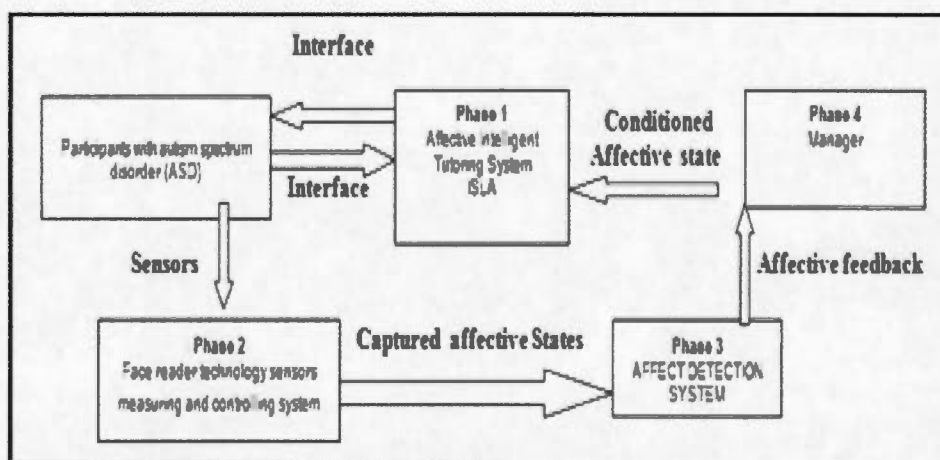 Interface
Participants with autism spectrum
disorder (ASD)
Interface
Phase 1
Affective Intelligent
Tutoring System
ISLA
Conditioned
Affective state
Phase 4
Manager
Sensors
Affective feedback
Phase 2
Face reader technology sensors
measuring and controlling system
Captured affective States
Phase 3
AFFECT DETECTION
SYSTEM